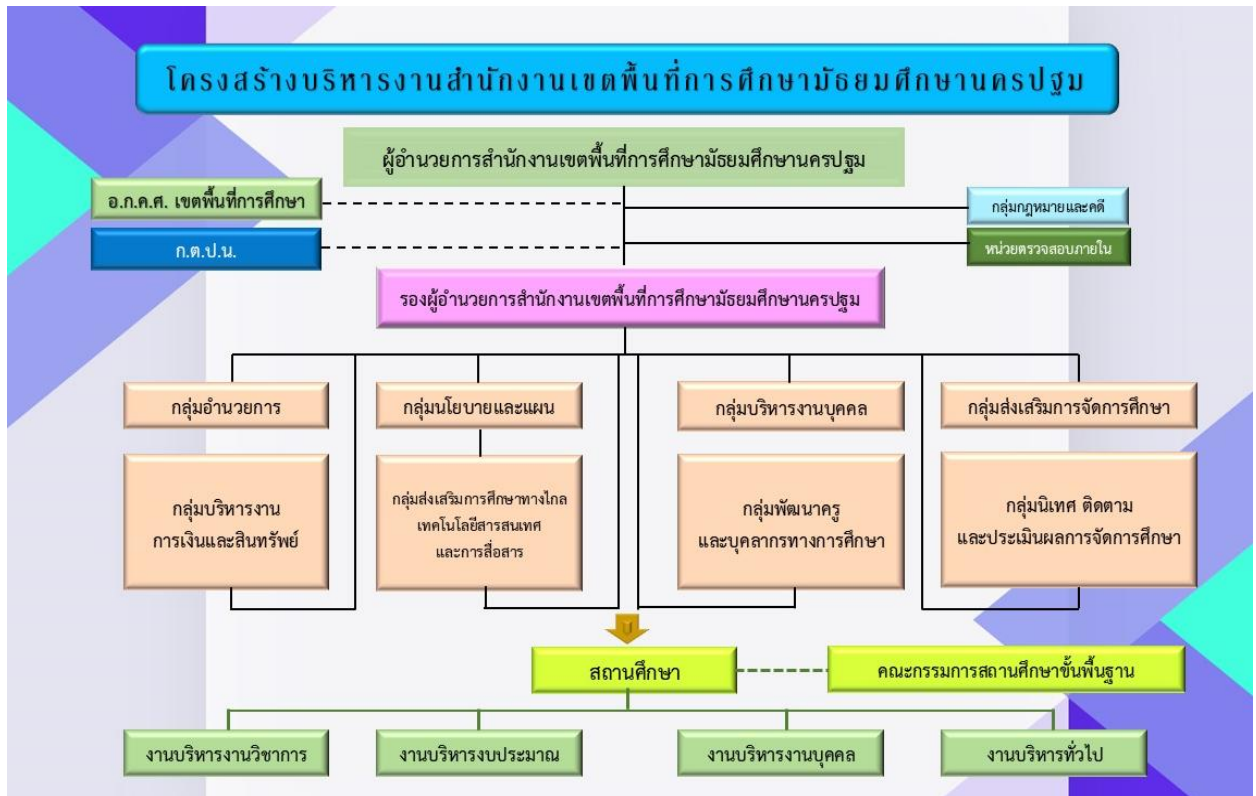 โครงสร้างบริหารงานสำนักงานเขตพื้นที่การศึกษามัธยมศึกษานครปฐม
ผู้อำนวยการสำนักงานเขตพื้นที่การศึกษามัธยมศึกษานครปฐม
อ.ก.ค.ศ. เขตพื้นที่การศึกษา
กลุ่มกฎหมายและคดี
ก.ต.ป.น.
หน่วยตรวจสอบภายใน
รองผู้อำนวยการสำนักงานเขตพื้นที่การศึกษามัธยมศึกษานครปฐม
กลุ่มอำนวยการ
กลุ่มนโยบายและแผน
กลุ่มบริหารงานบุคคล
กลุ่มส่งเสริมการจัดการศึกษา
กลุ่มบริหารงาน
การเงินและสินทรัพย์
กลุ่มส่งเสริมการศึกษาทางไกล
เทคโนโลยีสารสนเทศ
และการสื่อสาร
กลุ่มพัฒนาครู
และบุคลากรทางการศึกษา
กลุ่มนิเทศ ติดตาม
และประเมินผลการจัดการศึกษา
สถานศึกษา
คณะกรรมการสถานศึกษาขั้นพื้นฐาน
งานบริหารงานวิชาการ
งานบริหารงบประมาณ
งานบริหารงานบุคคล
งานบริหารทั่วไป